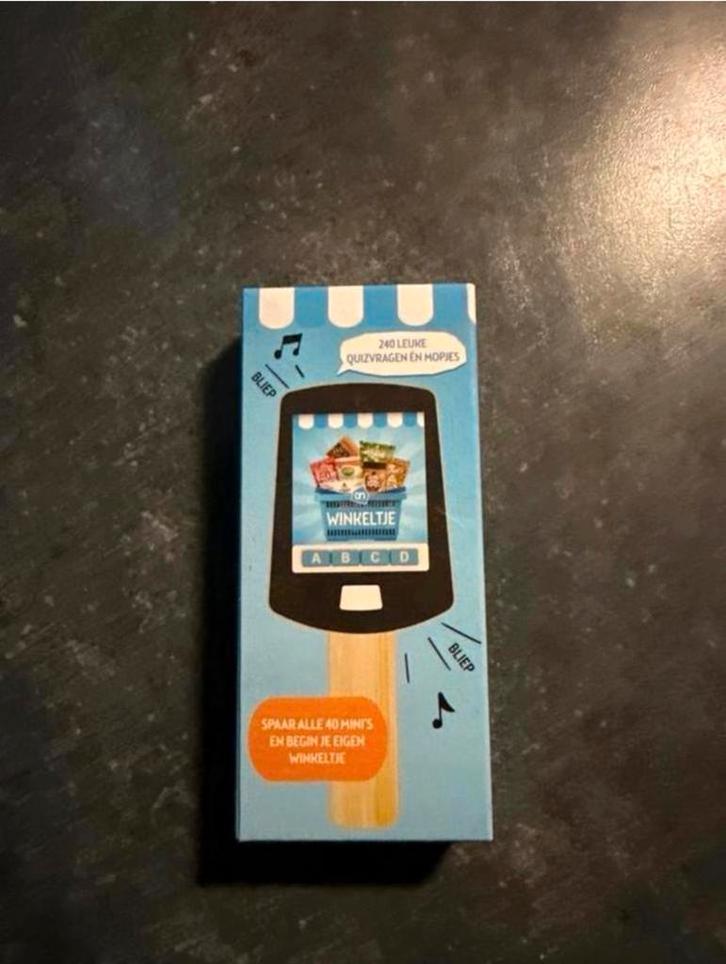 240 LEUKE
QUIZVRAGEN ÉN MOPJES
BLIEP
WINKELTJE
A B C D
BLIEP
SPAAR ALLE 40 MINI'S
EN BEGIN JE EIGEN
WINKELTJE